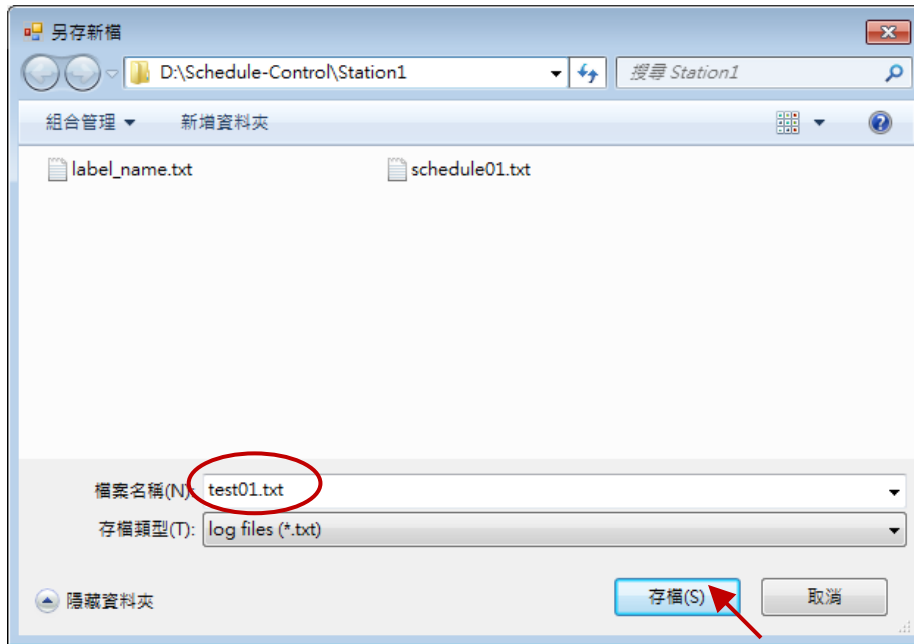 另存新檔
D:\Schedule-Control\Station1
搜尋 Station1
組合管理
新增資料夾
label_name.txt
schedule01.txt
檔案名稱(N): test01.txt
存檔類型(T): log files (*.txt)
隱藏資料夾
存檔(S)
取消